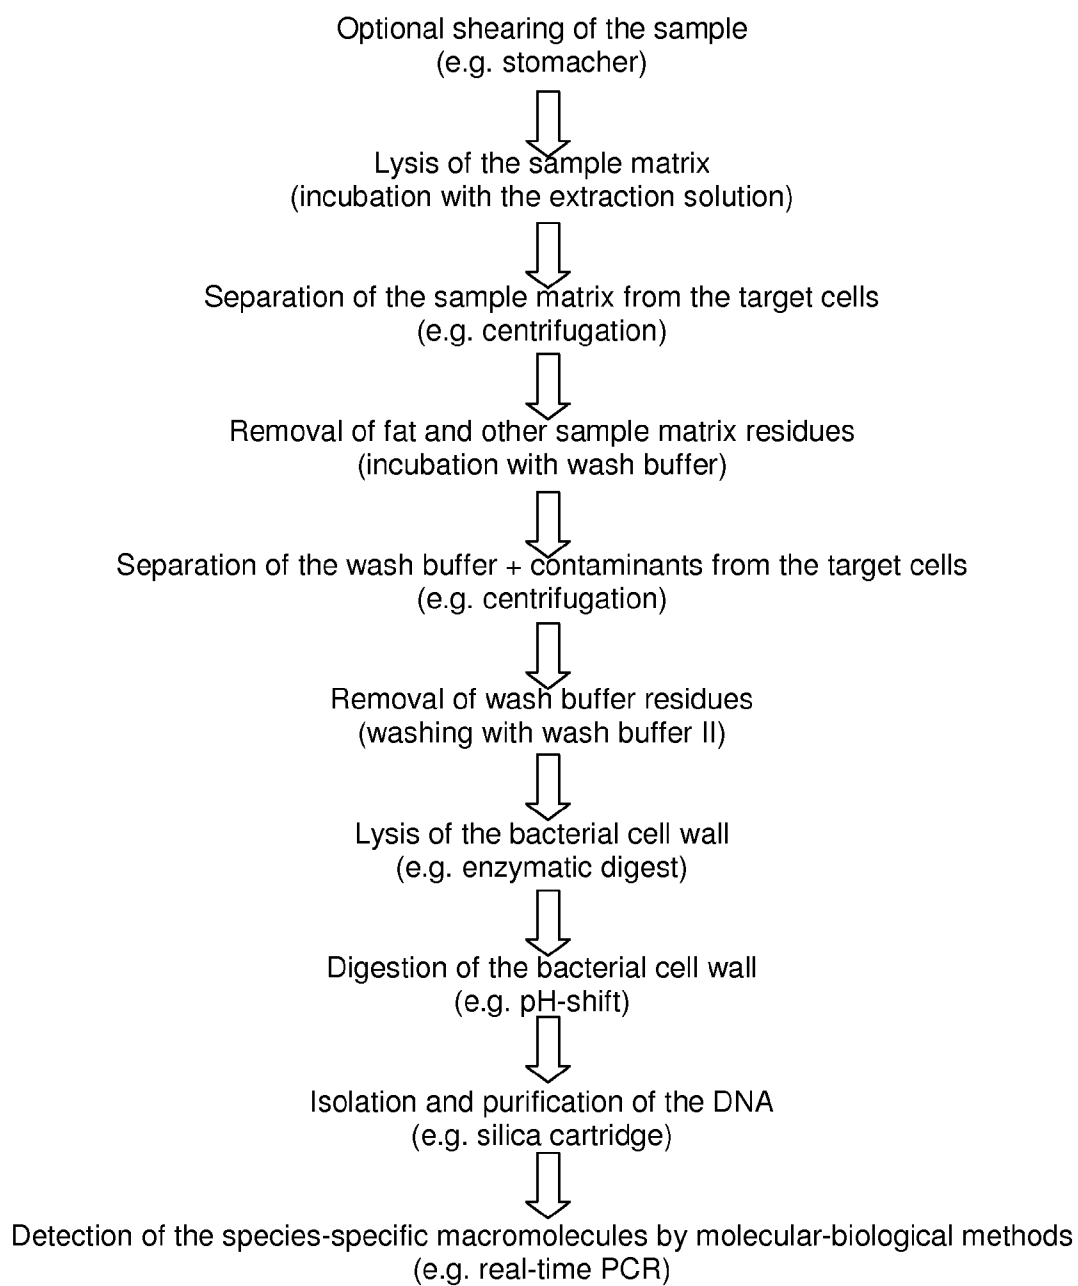 Optional shearing of the sample
(e.g. stomacher)
Lysis of the sample matrix
(incubation with the extraction solution)
Separation of the sample matrix from the target cells
(e.g. centrifugation)
Removal of fat and other sample matrix residues
(incubation with wash buffer)
Separation of the wash buffer + contaminants from the target cells
(e.g. centrifugation)
Removal of wash buffer residues
(washing with wash buffer II)
Lysis of the bacterial cell wall
(e.g. enzymatic digest)
Digestion of the bacterial cell wall
(e.g. pH-shift)
Isolation and purification of the DNA
(e.g. silica cartridge)
Detection of the species-specific macromolecules by molecular-biological methods
(e.g. real-time PCR)